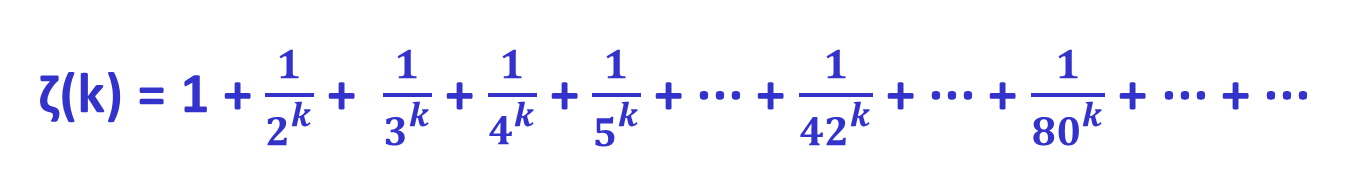 ζ(k) = 1 + 1/2^k + 1/3^k + 1/4^k + 1/5^k + ⋯ + 1/42^k + ⋯ + 1/80^k + ⋯ + ⋯